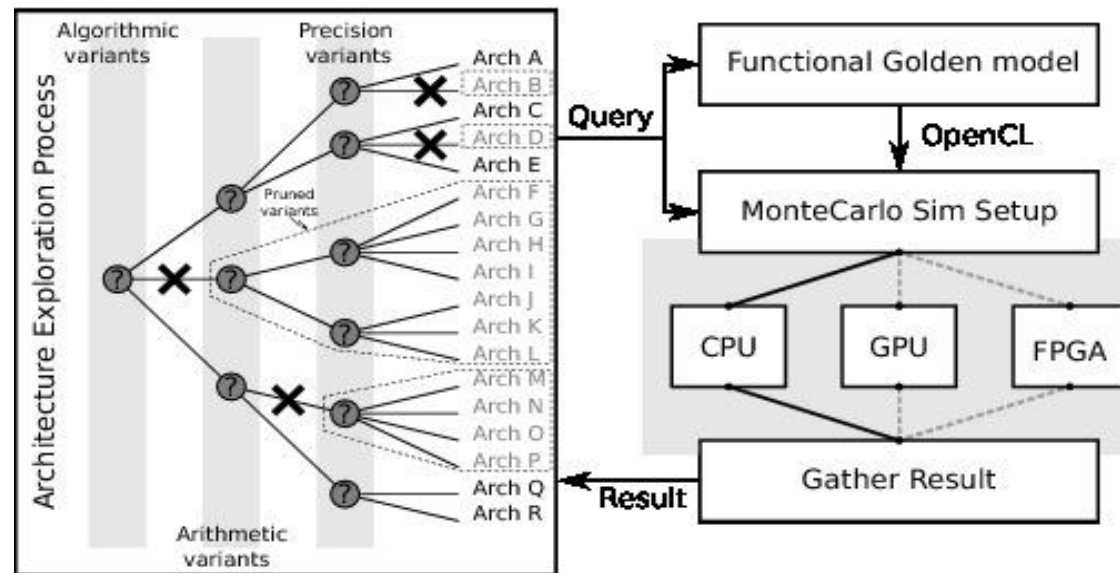 Architecture Exploration Process
Algorithmic
variants
Precision
variants
Arch A
Arch B
Arch C
Arch D
Arch E
Pruned
variants
Arch F
Arch G
Arch H
Arch I
Arch J
Arch K
Arch L
Arch M
Arch N
Arch O
Arch P
Arch Q
Arch R
?
?
?
?
?
?
?
?
?
?
Arithmetic
variants
Query
Result
Functional Golden model
OpenCL
MonteCarlo Sim Setup
CPU
GPU
FPGA
Gather Result